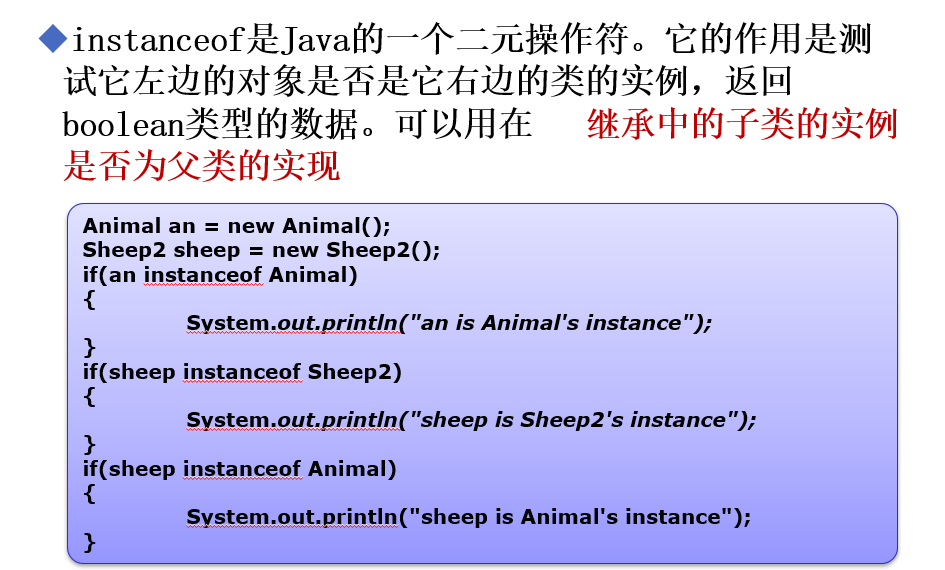 instanceof是Java的一个二元操作符。它的作用是测
试它左边的对象是否是它右边的类的实例，返回
boolean类型的数据。可以用在 继承中的子类的实例
是否为父类的实现
Animal an = new Animal();
Sheep2 sheep = new Sheep2();
if(an instanceof Animal)
{
System.out.println("an is Animal's instance");
}
if(sheep instanceof Sheep2)
{
System.out.println("sheep is Sheep2's instance");
}
if(sheep instanceof Animal)
{
System.out.println("sheep is Animal's instance");
}